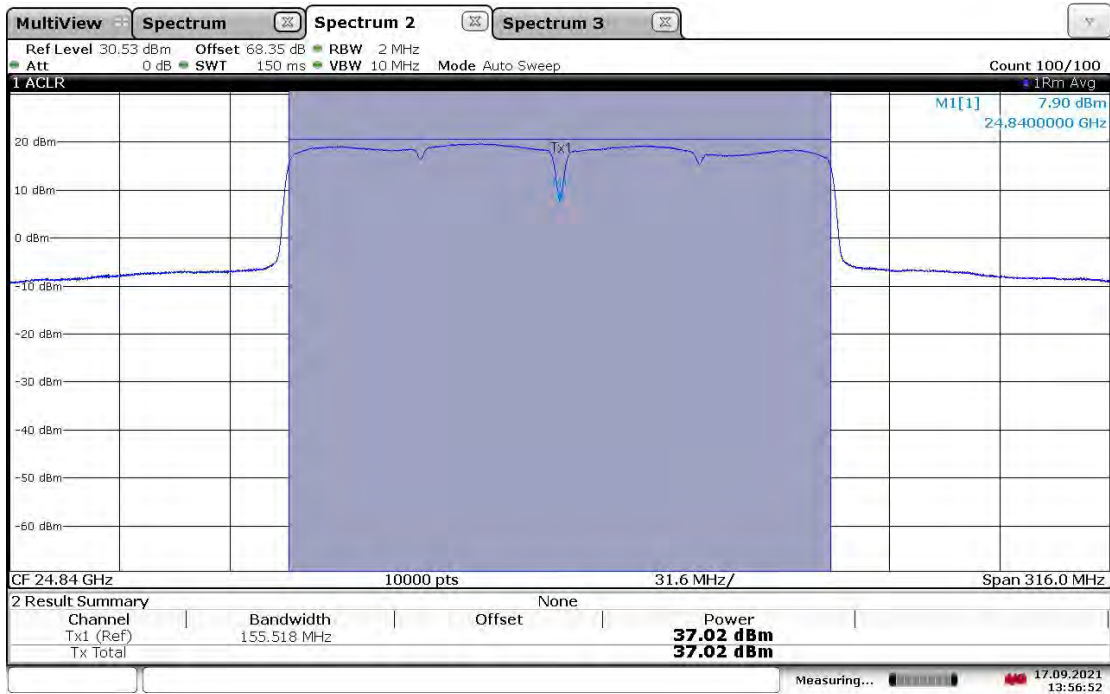 MultiView Spectrum Spectrum 2 Spectrum 3
Ref Level 30.53 dBm Offset 68.35 dB RBW 2 MHz
Att 0 dB SWT 150 ms VBW 10 MHz Mode Auto Sweep Count 100/100
1 ACLR 1Rm Avg
M1[1] 7.90 dBm
24.8400000 GHz
20 dBm
Tx1
10 dBm
0 dBm
-10 dBm
-20 dBm
-30 dBm
-40 dBm
-50 dBm
-60 dBm
CF 24.84 GHz 10000 pts 31.6 MHz/ Span 316.0 MHz
2 Result Summary None
Channel Bandwidth Offset Power
Tx1 (Ref) 155.518 MHz 37.02 dBm
Tx Total 37.02 dBm
Measuring... 17.09.2021
13:56:52